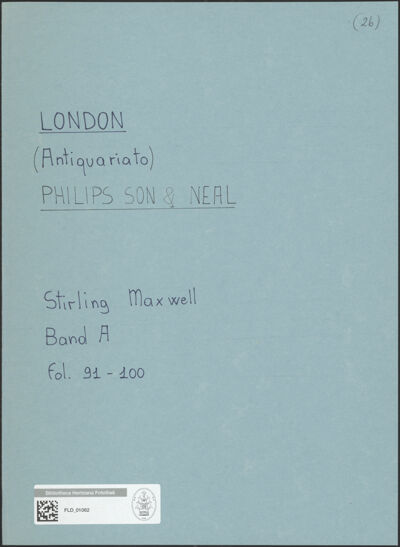 (26)
LONDON
(Antiquariato)
PHILIPS SON & NEAL
Stirling Maxwell
Band A
Fol. 91 - 100
Bibliotheca Hertziana Fotothek
FLD_01062